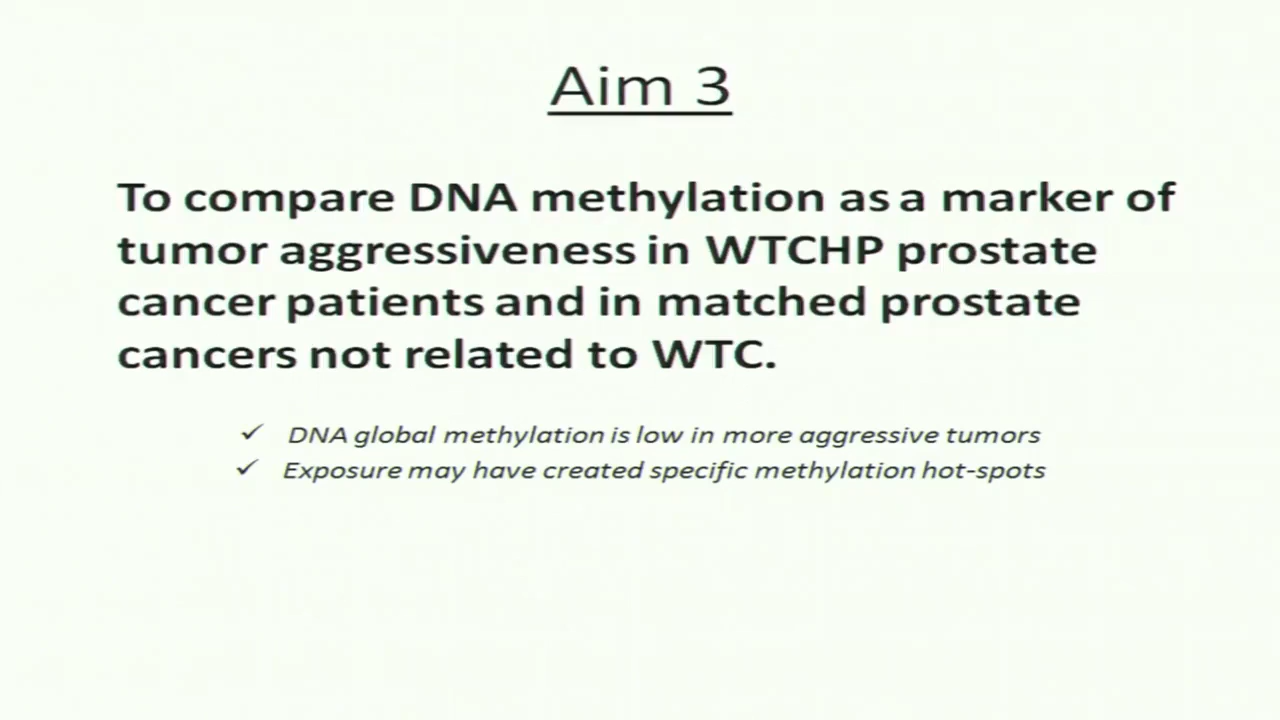 Aim 3
To compare DNA methylation as a marker of
tumor aggressiveness in WTCHP prostate
cancer patients and in matched prostate
cancers not related to WTC.
✓ DNA global methylation is low in more aggressive tumors
✓ Exposure may have created specific methylation hot-spots